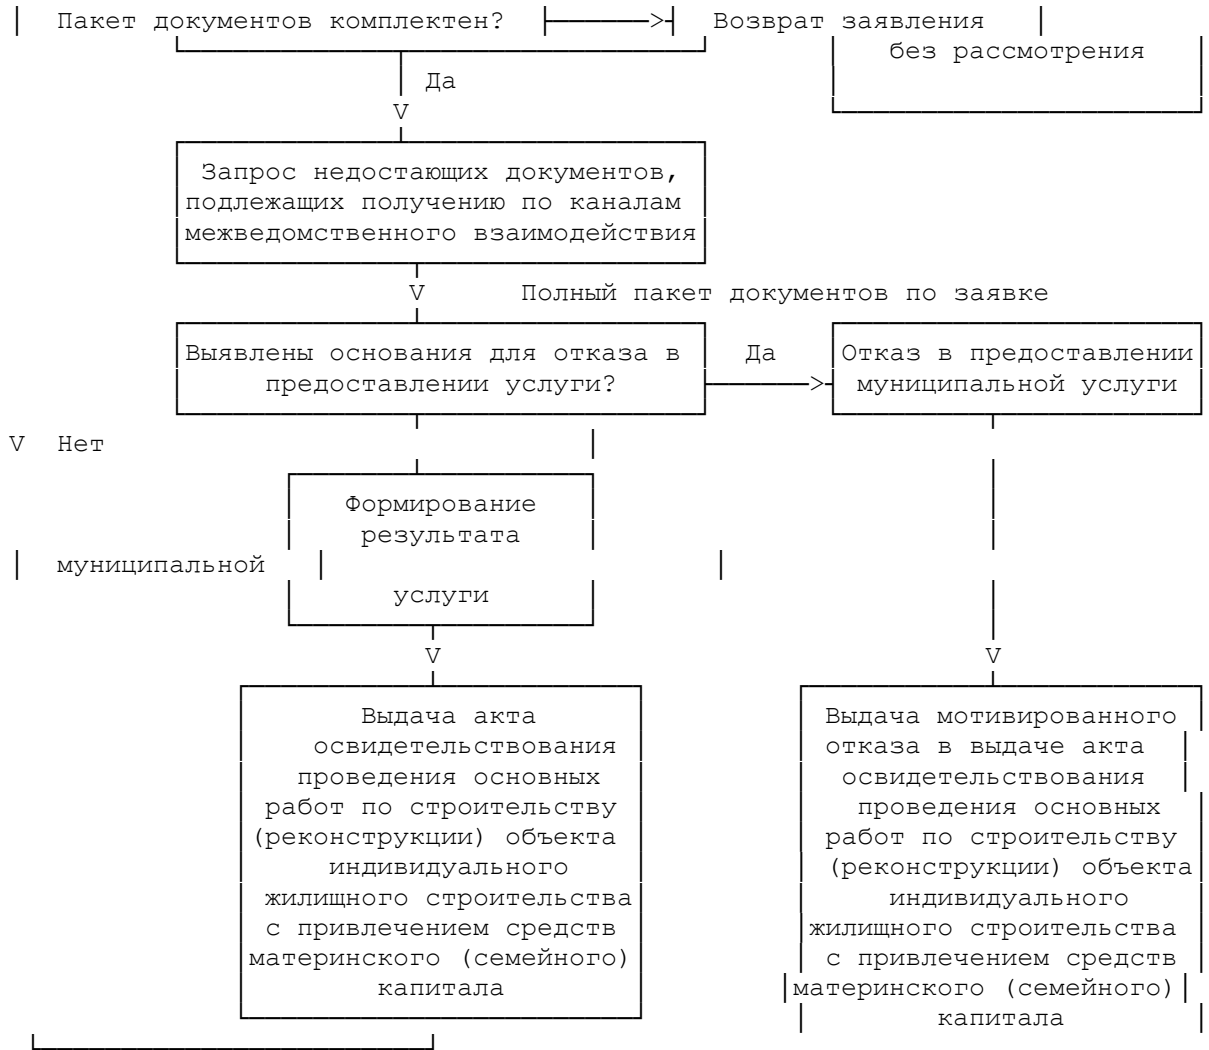 Пакет документов комплектен? > Возврат заявления
без рассмотрения
Да
V
Запрос недостающих документов,
подлежащих получению по каналам
межведомственного взаимодействия
V Полный пакет документов по заявке
Выявлены основания для отказа в Да Отказ в предоставлении
предоставлении услуги? > муниципальной услуги
V Нет
Формирование
результата
муниципальной
услуги
V V
Выдача акта Выдача мотивированного
освидетельствования отказа в выдаче акта
проведения основных освидетельствования
работ по строительству проведения основных
(реконструкции) объекта работ по строительству
индивидуального (реконструкции) объекта
жилищного строительства индивидуального
с привлечением средств жилищного строительства
материнского (семейного) с привлечением средств
капитала материнского (семейного)
капитала